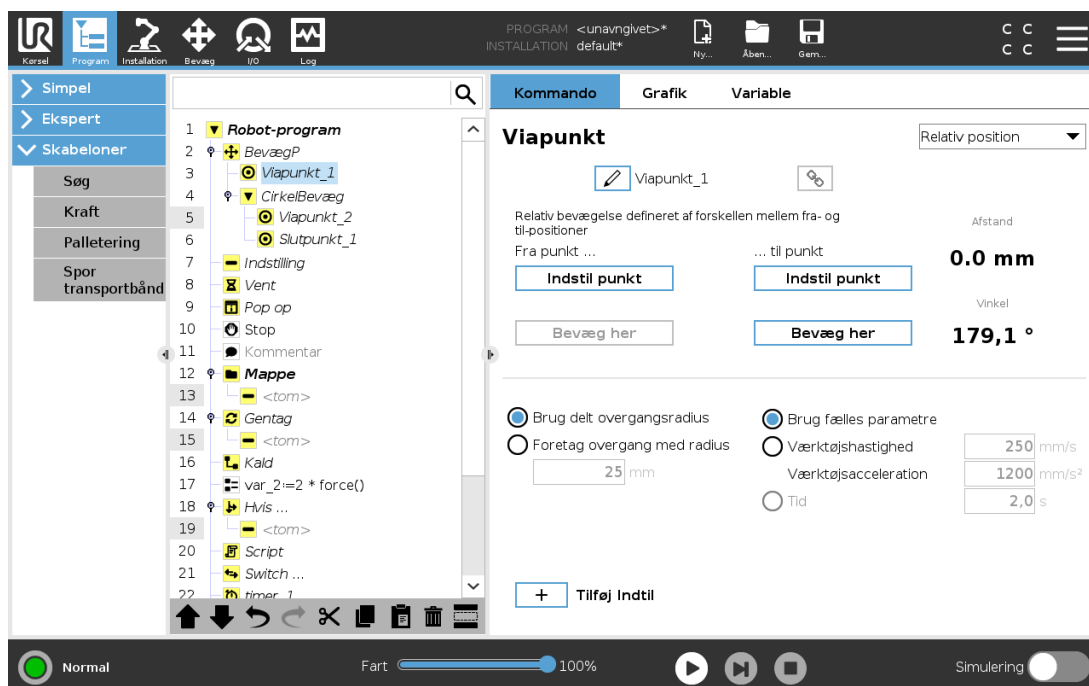 UR
Kørsel
Program
Installation
Bevæg
I/O
Log
PROGRAM <unavngivet>*
INSTALLATION default*
Ny...
Åben...
Gem...
C C
C C
Simpel
Ekspert
Skabeloner
Søg
Kraft
Palletering
Spor
transportbånd
1 Robot-program
2 BevægP
3 Viapunkt_1
4 CirkelBevæg
5 Viapunkt_2
6 Slutpunkt_1
7 Indstilling
8 Vent
9 Pop op
10 Stop
11 Kommentar
12 Mappe
13 <tom>
14 Gentag
15 <tom>
16 Kald
17 var_2:=2 * force()
18 Hvis ...
19 <tom>
20 Script
21 Switch ...
22 timer_1
Kommando
Grafik
Variable
Viapunkt
Relativ position
Viapunkt_1
Relativ bevægelse defineret af forskellen mellem fra- og
til-positioner
Fra punkt ...
... til punkt
Indstil punkt
Indstil punkt
Bevæg her
Bevæg her
Afstand
0.0 mm
Vinkel
179,1 °
Brug delt overgangsradius
Foretag overgang med radius
25 mm
Brug fælles parametre
Værktøjshastighed 250 mm/s
Værktøjsacceleration 1200 mm/s²
Tid 2,0 s
+ Tilføj Indtil
Normal
Fart 100%
Simulering